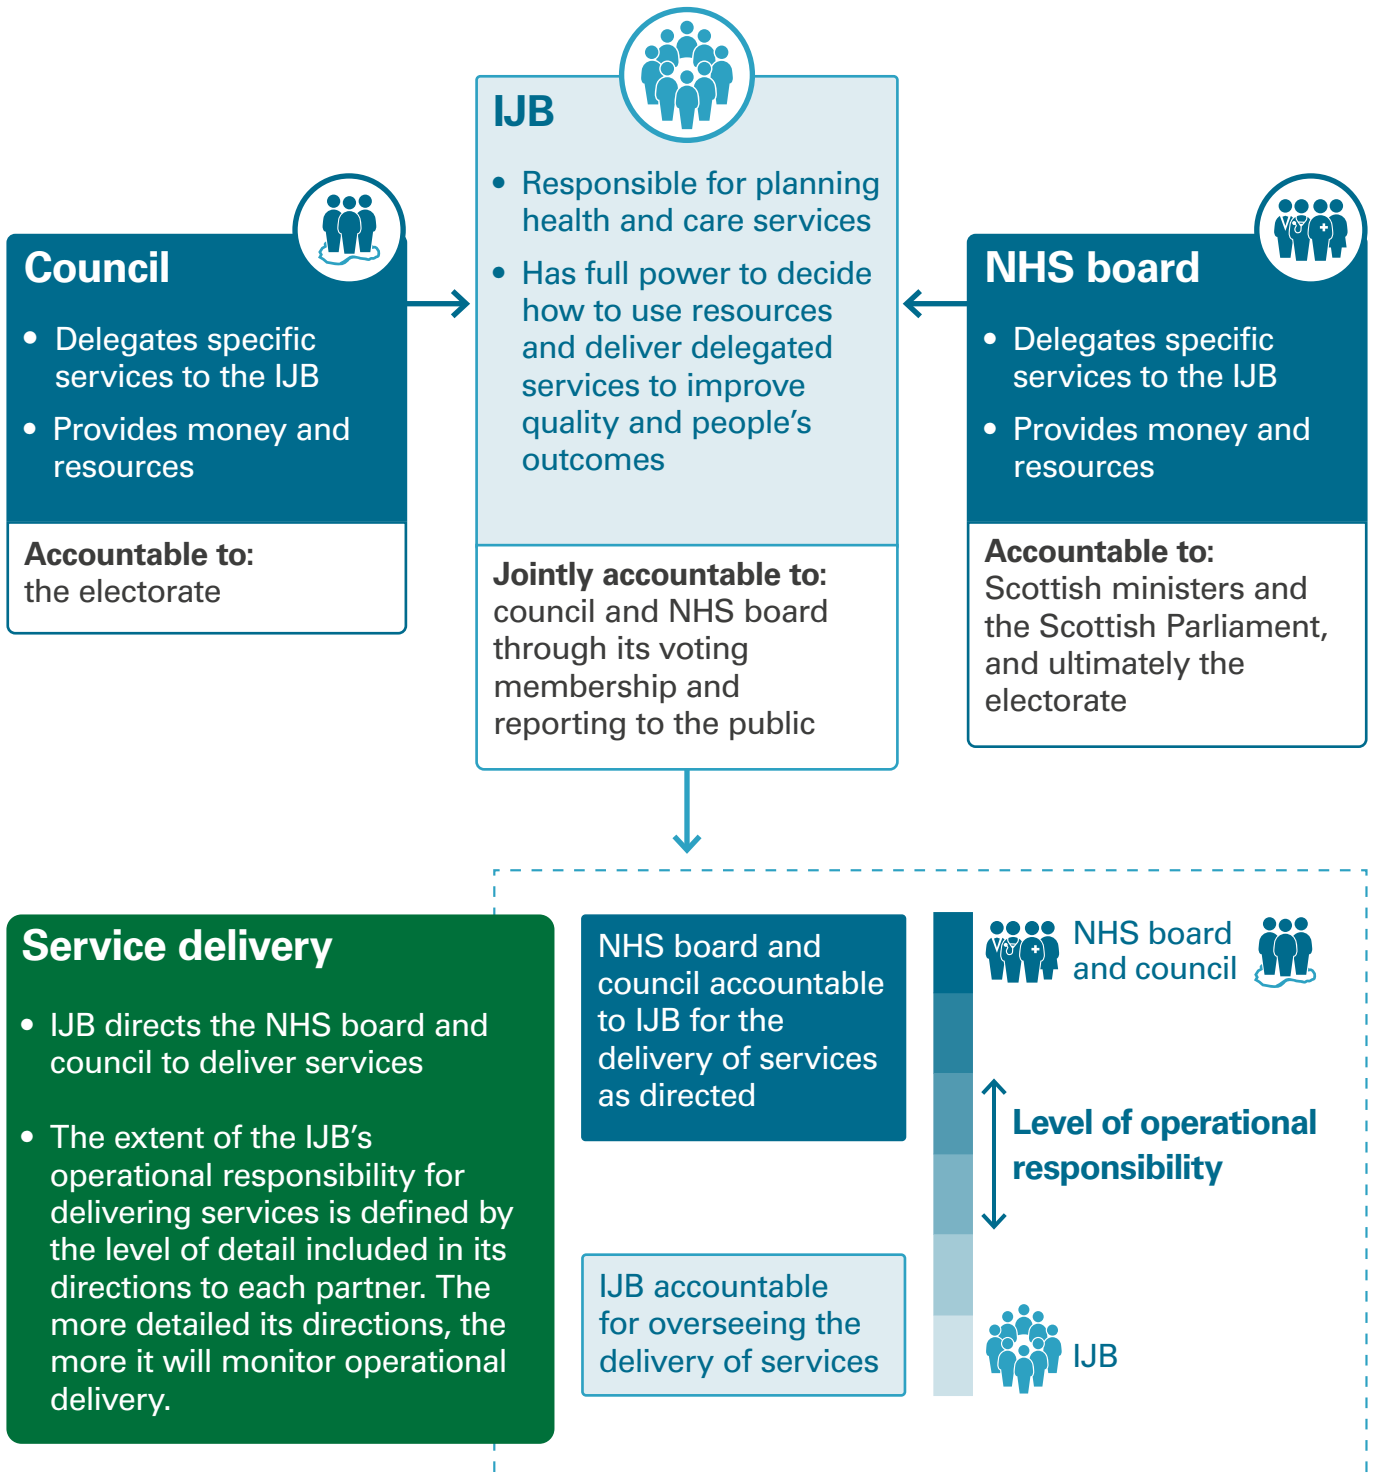 IJB
• Responsible for planning
health and care services
• Has full power to decide
how to use resources
and deliver delegated
services to improve
quality and people’s
outcomes
Jointly accountable to:
council and NHS board
through its voting
membership and
reporting to the public
Council
• Delegates specific
services to the IJB
• Provides money and
resources
Accountable to:
the electorate
NHS board
• Delegates specific
services to the IJB
• Provides money and
resources
Accountable to:
Scottish ministers and
the Scottish Parliament,
and ultimately the
electorate
Service delivery
• IJB directs the NHS board and
council to deliver services
• The extent of the IJB’s
operational responsibility for
delivering services is defined by
the level of detail included in its
directions to each partner. The
more detailed its directions, the
more it will monitor operational
delivery.
NHS board and
council accountable
to IJB for the
delivery of services
as directed
IJB accountable
for overseeing the
delivery of services
NHS board
and council
Level of operational
responsibility
IJB